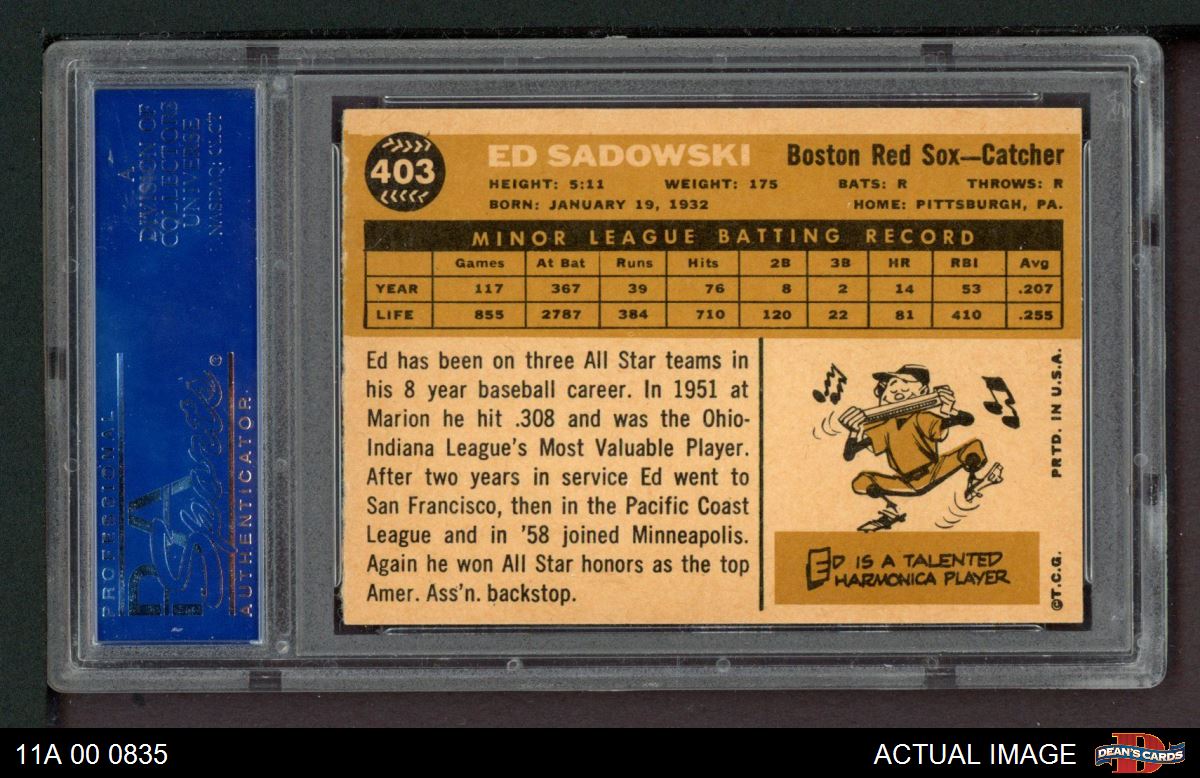 403
ED SADOWSKI
Boston Red Sox—Catcher
HEIGHT: 5:11 WEIGHT: 175 BATS: R THROWS: R
BORN: JANUARY 19, 1932 HOME: PITTSBURGH, PA.
MINOR LEAGUE BATTING RECORD
Games At Bat Runs Hits 2B 3B HR RBI Avg
YEAR 117 367 39 76 8 2 14 53 .207
LIFE 855 2787 384 710 120 22 81 410 .255
Ed has been on three All Star teams in
his 8 year baseball career. In 1951 at
Marion he hit .308 and was the Ohio-
Indiana League's Most Valuable Player.
After two years in service Ed went to
San Francisco, then in the Pacific Coast
League and in '58 joined Minneapolis.
Again he won All Star honors as the top
Amer. Ass'n. backstop.
ED IS A TALENTED
HARMONICA PLAYER
©T.C.G. PRTD. IN U.S.A.
A
DIVISION OF
COLLECTORS
UNIVERSE
NASDAQ: CLCT
PROFESSIONAL
PSA
Sports
®
AUTHENTICATOR
11A 00 0835
ACTUAL IMAGE
DEAN'S CARDS